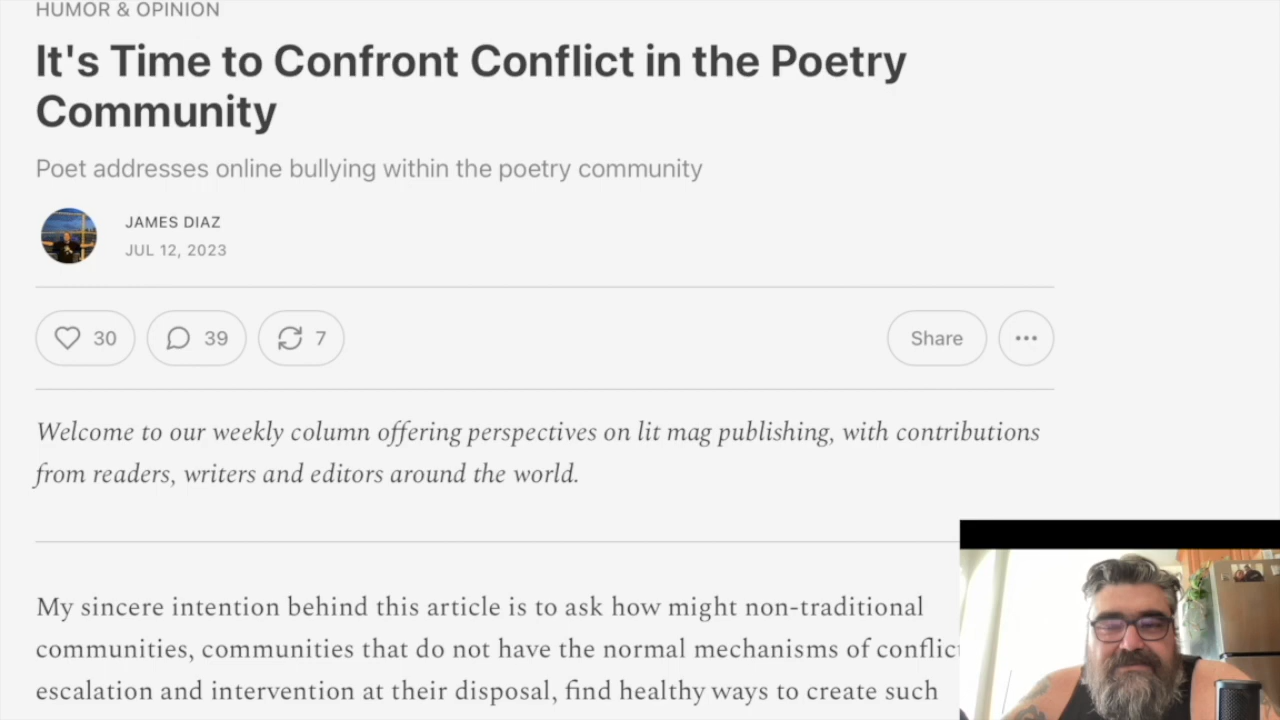 HUMOR & OPINION
It's Time to Confront Conflict in the Poetry
Community
Poet addresses online bullying within the poetry community
JAMES DIAZ
JUL 12, 2023
30 39 7 Share
Welcome to our weekly column offering perspectives on lit mag publishing, with contributions
from readers, writers and editors around the world.
My sincere intention behind this article is to ask how might non-traditional
communities, communities that do not have the normal mechanisms of conflic
escalation and intervention at their disposal, find healthy ways to create such